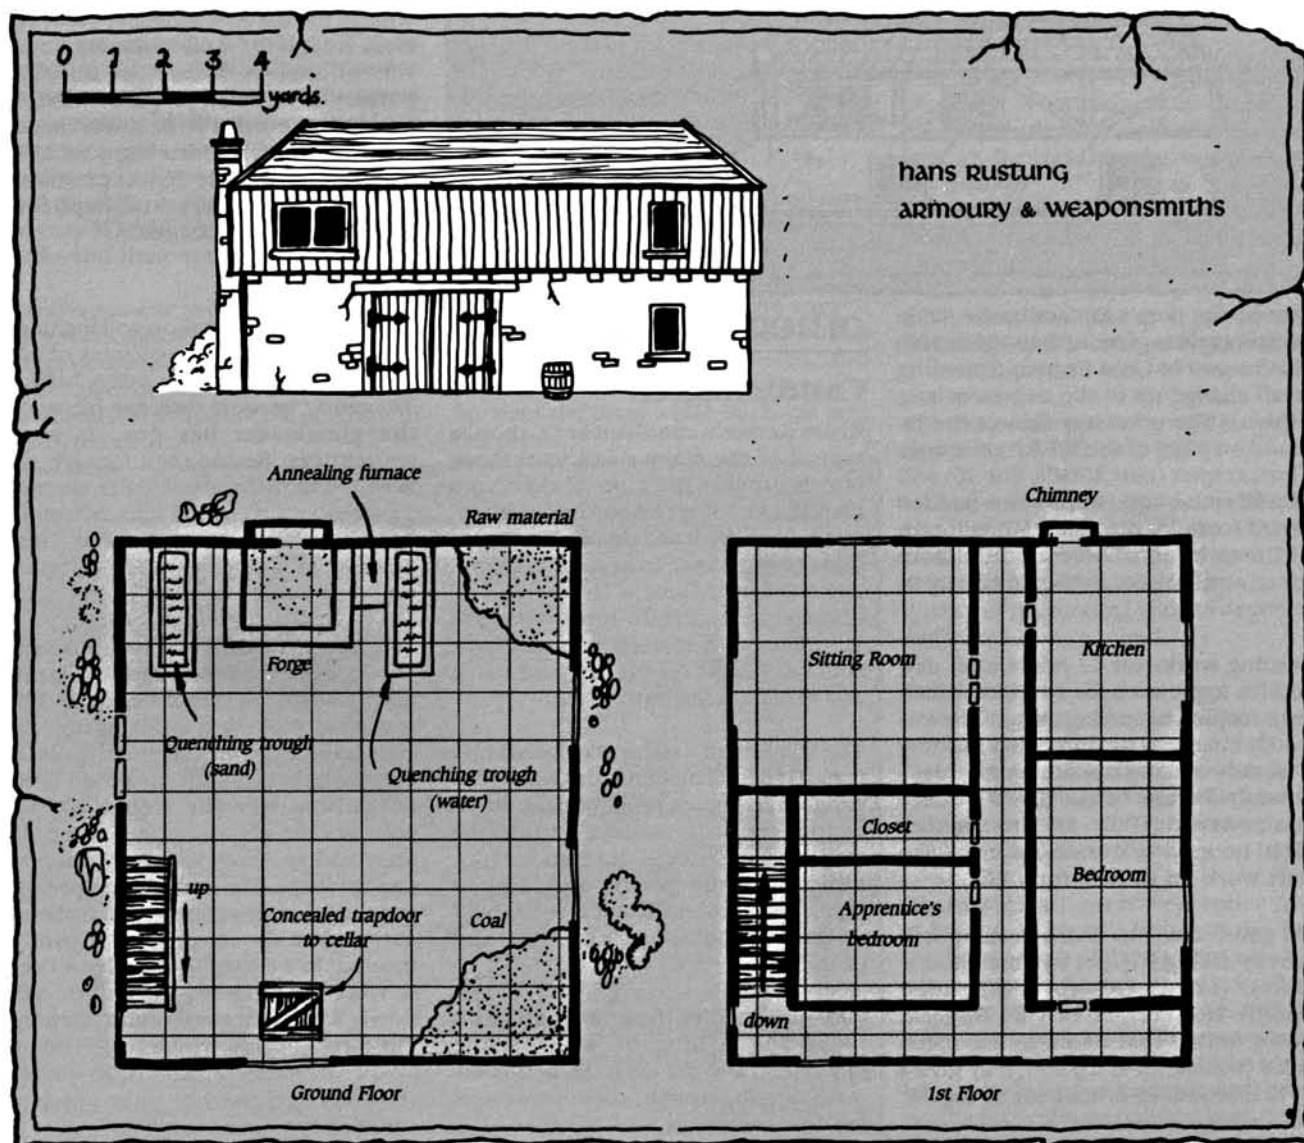 0 1 2 3 4
yards.
hans rustung
armoury & weaponsmiths
Annealing furnace
Raw material
Forge
Quenching trough
(sand)
Quenching trough
(water)
up
Concealed trapdoor
to cellar
Coal
Ground Floor
Chimney
Sitting Room
Kitchen
Closet
Bedroom
Apprentice's
bedroom
down
1st Floor